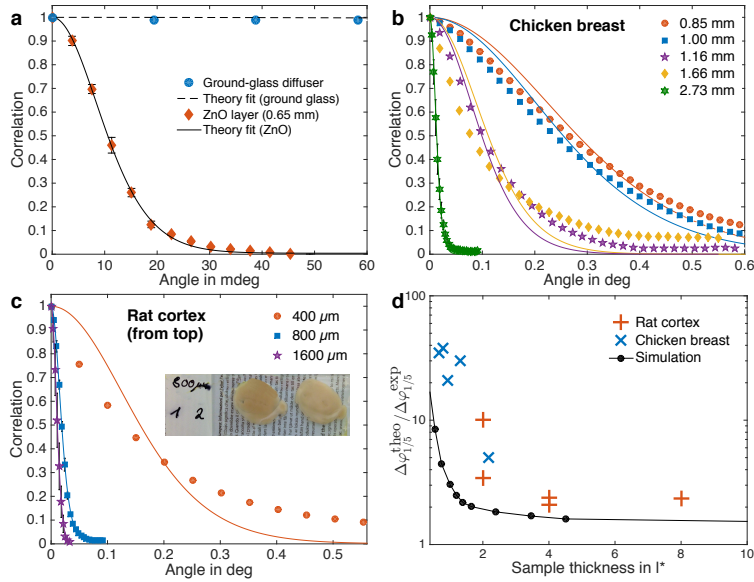 a
1
0.9
0.8
0.7
0.6
0.5
0.4
0.3
0.2
0.1
0
Correlation
0 10 20 30 40 50 60
Angle in mdeg
Ground-glass diffuser
Theory fit (ground glass)
ZnO layer (0.65 mm)
Theory fit (ZnO)
b
Chicken breast
1
0.9
0.8
0.7
0.6
0.5
0.4
0.3
0.2
0.1
0
Correlation
0 0.1 0.2 0.3 0.4 0.5 0.6
Angle in deg
0.85 mm
1.00 mm
1.16 mm
1.66 mm
2.73 mm
c
Rat cortex
(from top)
1
0.9
0.8
0.7
0.6
0.5
0.4
0.3
0.2
0.1
0
Correlation
0 0.1 0.2 0.3 0.4 0.5
Angle in deg
400 µm
800 µm
1600 µm
800 µm
1 2
d
100
10
1
Δφ₁/₅ᵗʰᵉᵒ / Δφ₁/₅ᵉˣᵖ
0 2 4 6 8 10
Sample thickness in l*
Rat cortex
Chicken breast
Simulation